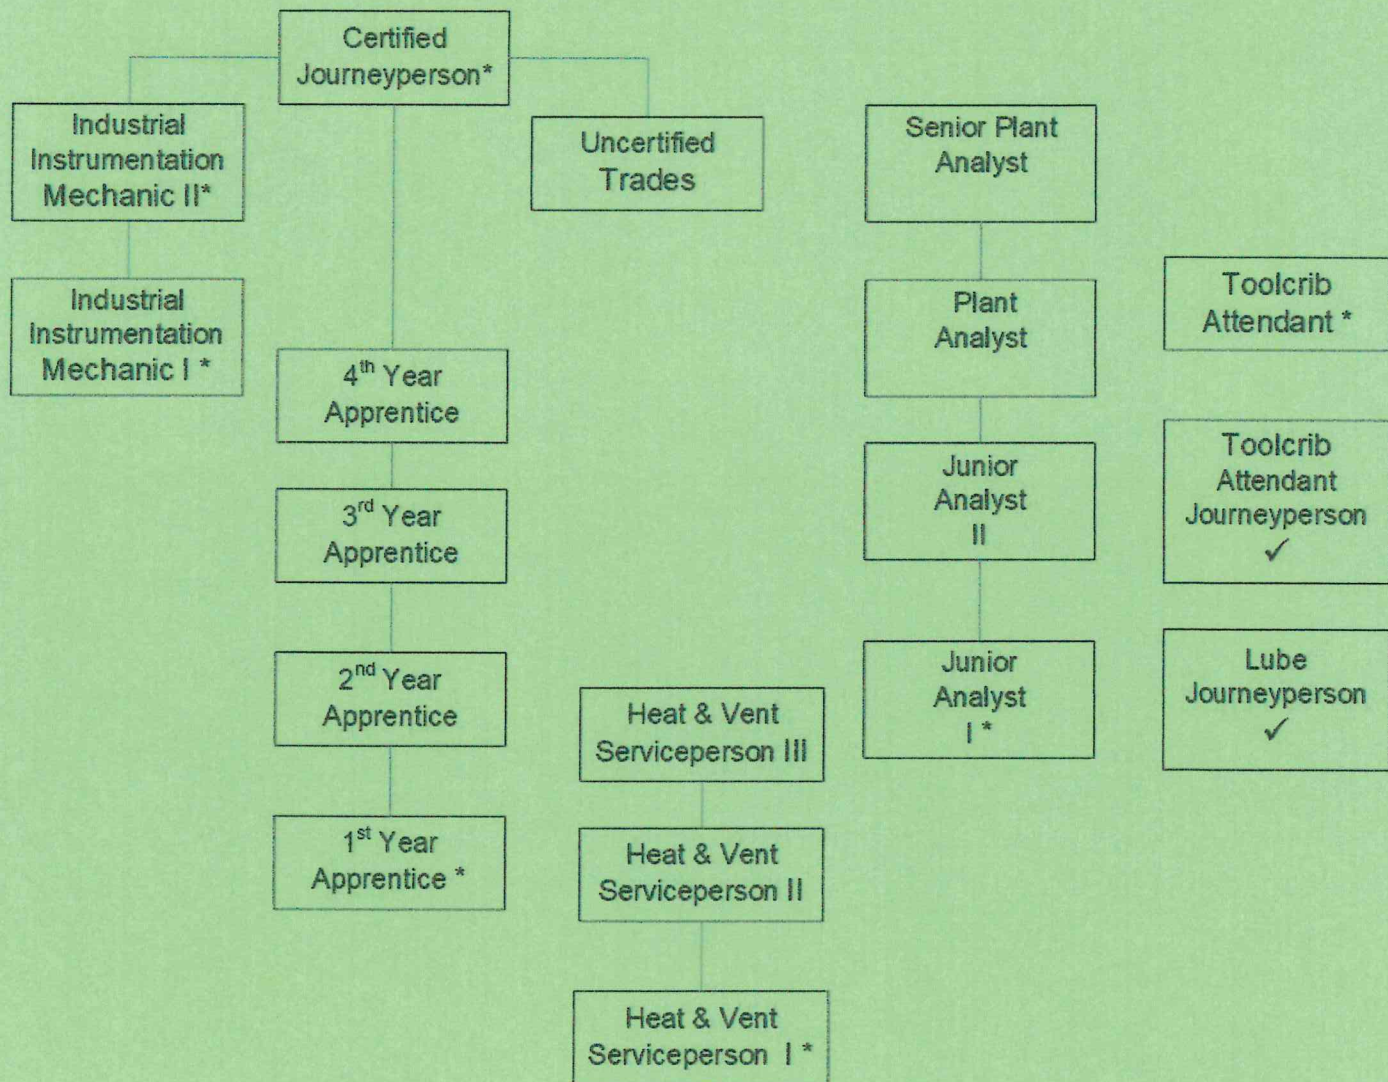 Certified
Journeyperson*
Industrial
Instrumentation
Mechanic II*
Uncertified
Trades
Senior Plant
Analyst
Industrial
Instrumentation
Mechanic I *
Plant
Analyst
Toolcrib
Attendant *
4th Year
Apprentice
Junior
Analyst
II
Toolcrib
Attendant
Journeyperson
✓
3rd Year
Apprentice
2nd Year
Apprentice
Junior
Analyst
I *
Lube
Journeyperson
✓
Heat & Vent
Serviceperson III
1st Year
Apprentice *
Heat & Vent
Serviceperson II
Heat & Vent
Serviceperson I *